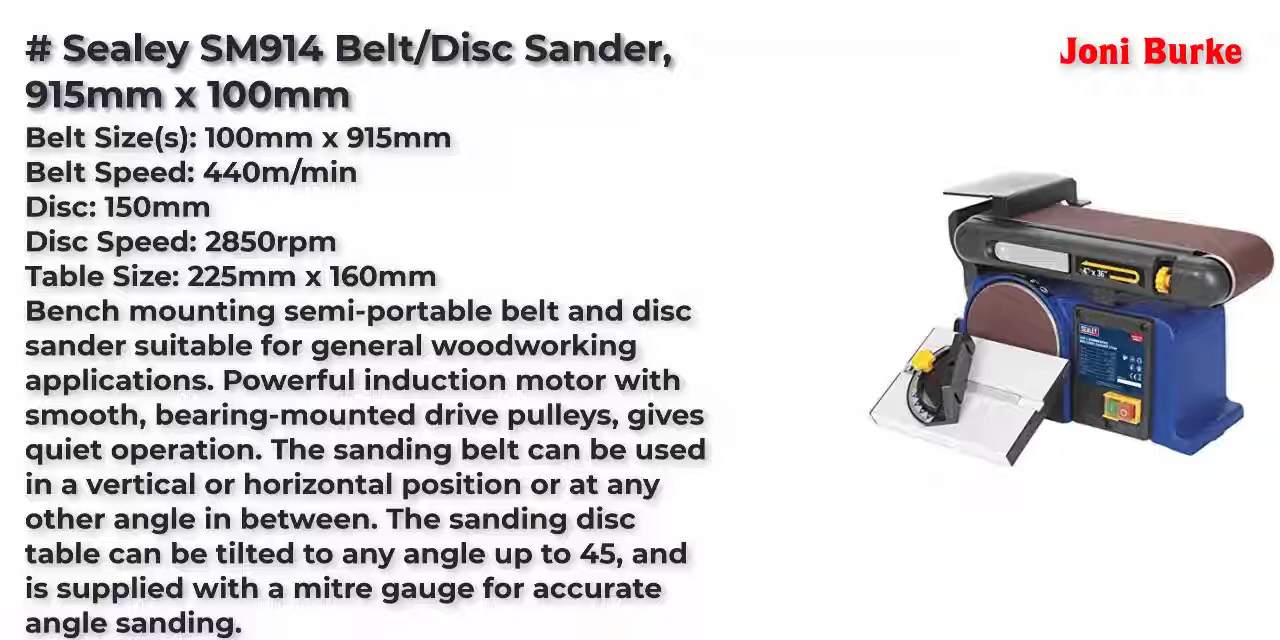 # Sealey SM914 Belt/Disc Sander,
915mm x 100mm
Joni Burke
Belt Size(s): 100mm x 915mm
Belt Speed: 440m/min
Disc: 150mm
Disc Speed: 2850rpm
Table Size: 225mm x 160mm
Bench mounting semi-portable belt and disc
sander suitable for general woodworking
applications. Powerful induction motor with
smooth, bearing-mounted drive pulleys, gives
quiet operation. The sanding belt can be used
in a vertical or horizontal position or at any
other angle in between. The sanding disc
table can be tilted to any angle up to 45, and
is supplied with a mitre gauge for accurate
angle sanding.
4" x 36"
SEALEY